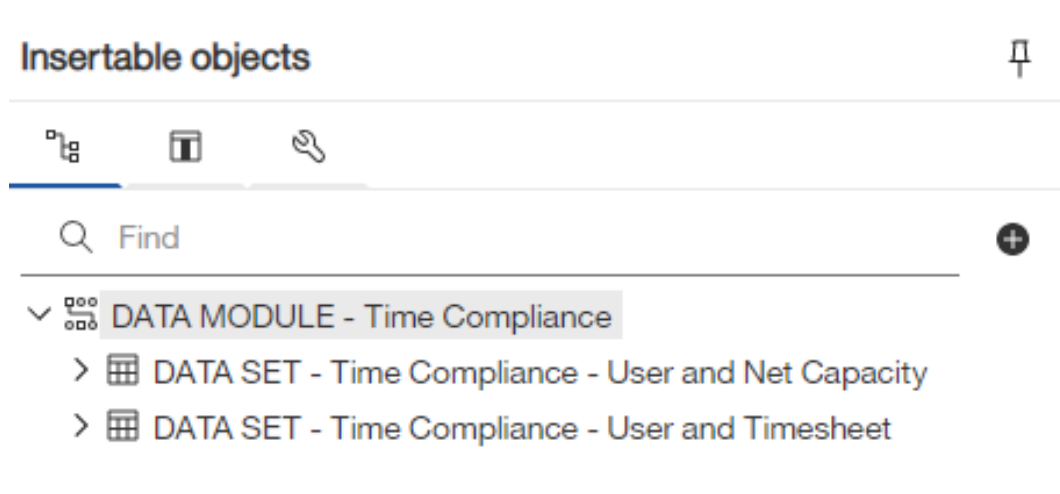 Insertable objects
Find
DATA MODULE - Time Compliance
DATA SET - Time Compliance - User and Net Capacity
DATA SET - Time Compliance - User and Timesheet